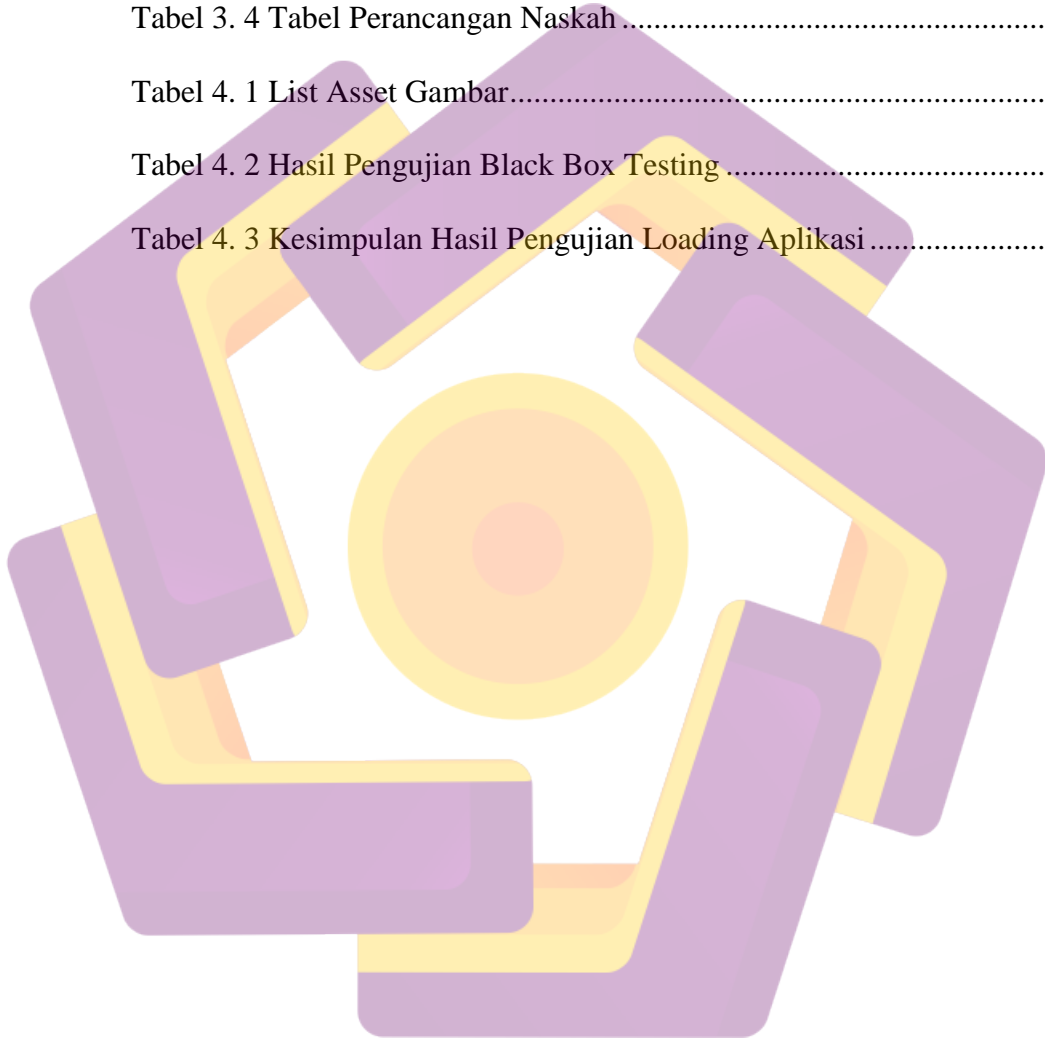 Tabel 3. 4 Tabel Perancangan Naskah ....................................................
Tabel 4. 1 List Asset Gambar..................................................................
Tabel 4. 2 Hasil Pengujian Black Box Testing .......................................
Tabel 4. 3 Kesimpulan Hasil Pengujian Loading Aplikasi .....................